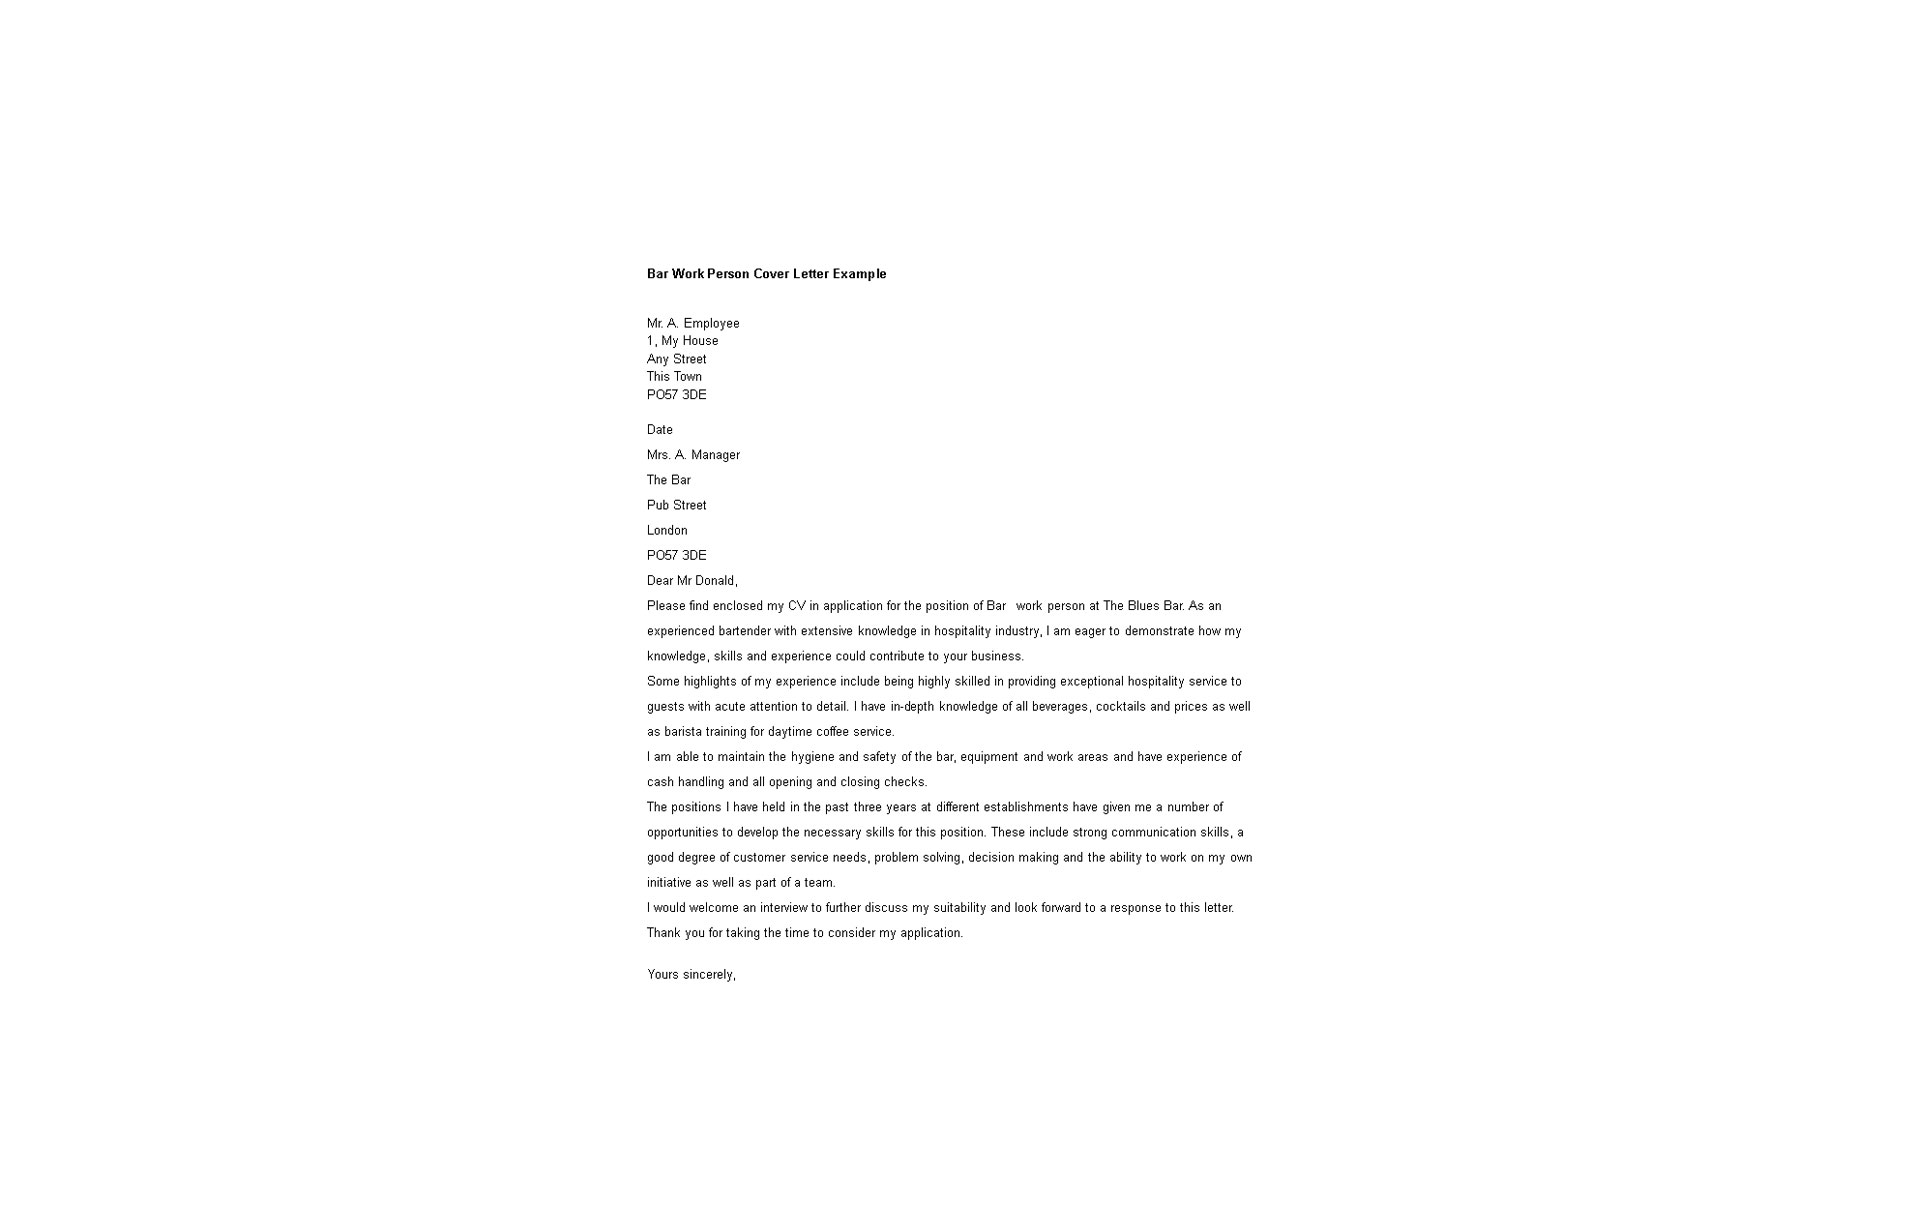 Bar Work Person Cover Letter Example
Mr. A. Employee
1, My House
Any Street
This Town
PO57 3DE
Date
Mrs. A. Manager
The Bar
Pub Street
London
PO57 3DE
Dear Mr Donald,
Please find enclosed my CV in application for the position of Bar  work person at The Blues Bar. As an
experienced bartender with extensive knowledge in hospitality industry, I am eager to demonstrate how my
knowledge, skills and experience could contribute to your business.
Some highlights of my experience include being highly skilled in providing exceptional hospitality service to
guests with acute attention to detail. I have in-depth knowledge of all beverages, cocktails and prices as well
as barista training for daytime coffee service.
I am able to maintain the hygiene and safety of the bar, equipment and work areas and have experience of
cash handling and all opening and closing checks.
The positions I have held in the past three years at different establishments have given me a number of
opportunities to develop the necessary skills for this position. These include strong communication skills, a
good degree of customer service needs, problem solving, decision making and the ability to work on my own
initiative as well as part of a team.
I would welcome an interview to further discuss my suitability and look forward to a response to this letter.
Thank you for taking the time to consider my application.
Yours sincerely,